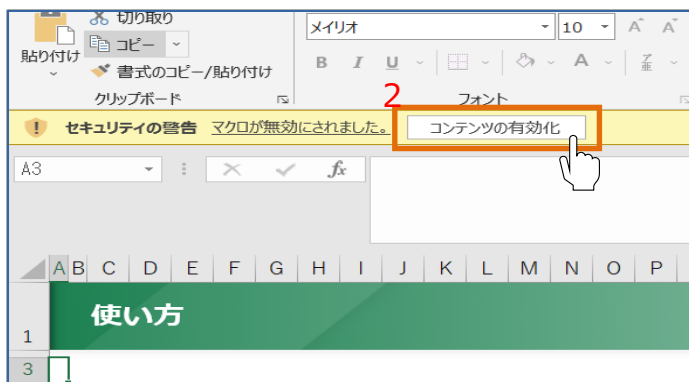 切り取り
メイリオ 10 A A
コピー
貼り付け
書式のコピー/貼り付け
B I U A ア亜
クリップボード フォント
2
セキュリティの警告 マクロが無効にされました。 コンテンツの有効化
A3 fx
A B C D E F G H I J K L M N O P
1 使い方
3